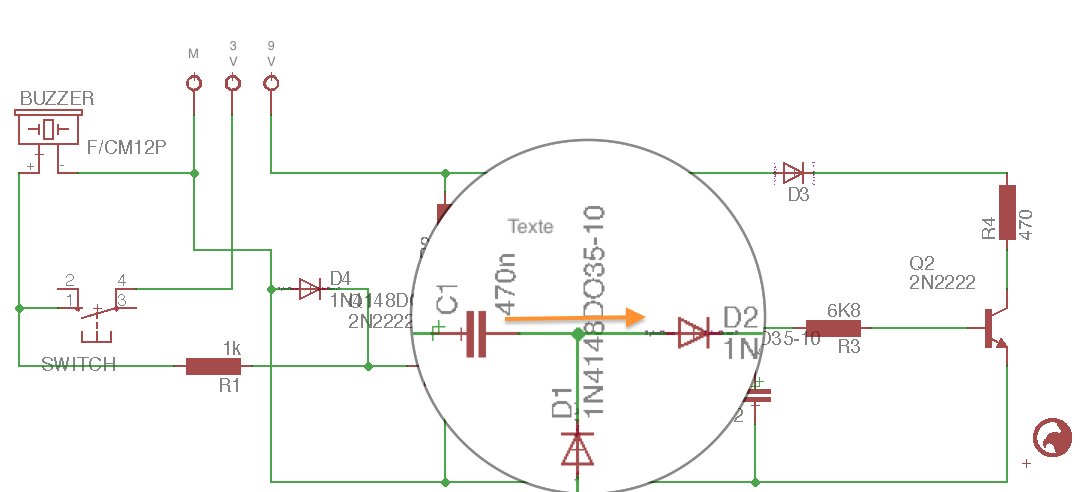 M
3
V
9
V
BUZZER
F/CM12P
+
-
2
4
1
3
SWITCH
1k
R1
D4
1N4148D
2N2222
Texte
C1
470n
1N4148DO35-10
D1
D2
1N
D35-10
D3
R4
470
Q2
2N2222
6K8
R3
2
+